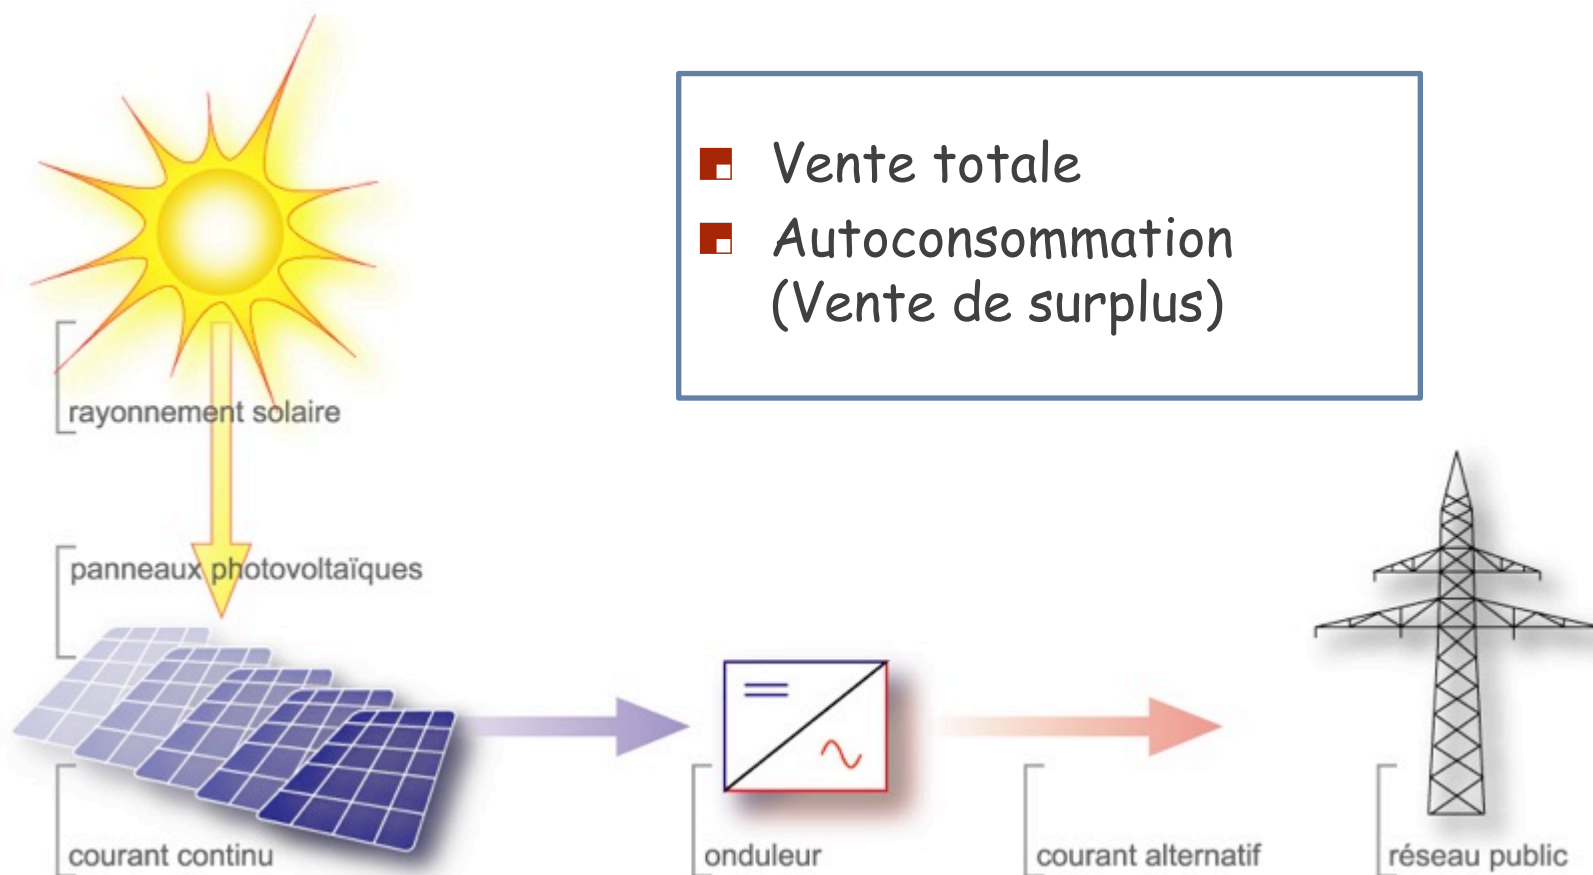 Vente totale
Autoconsommation
(Vente de surplus)
rayonnement solaire
panneaux photovoltaïques
courant continu
onduleur
courant alternatif
réseau public